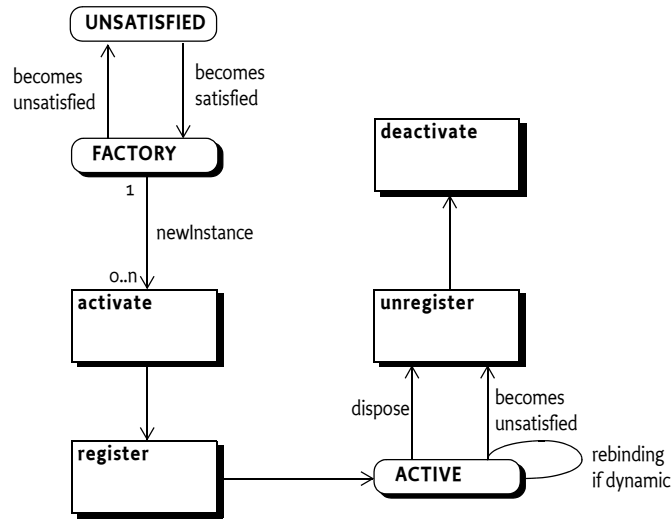 UNSATISFIED
becomes
unsatisfied
becomes
satisfied
FACTORY
1
newInstance
0..n
activate
register
deactivate
unregister
dispose
becomes
unsatisfied
ACTIVE
rebinding
if dynamic